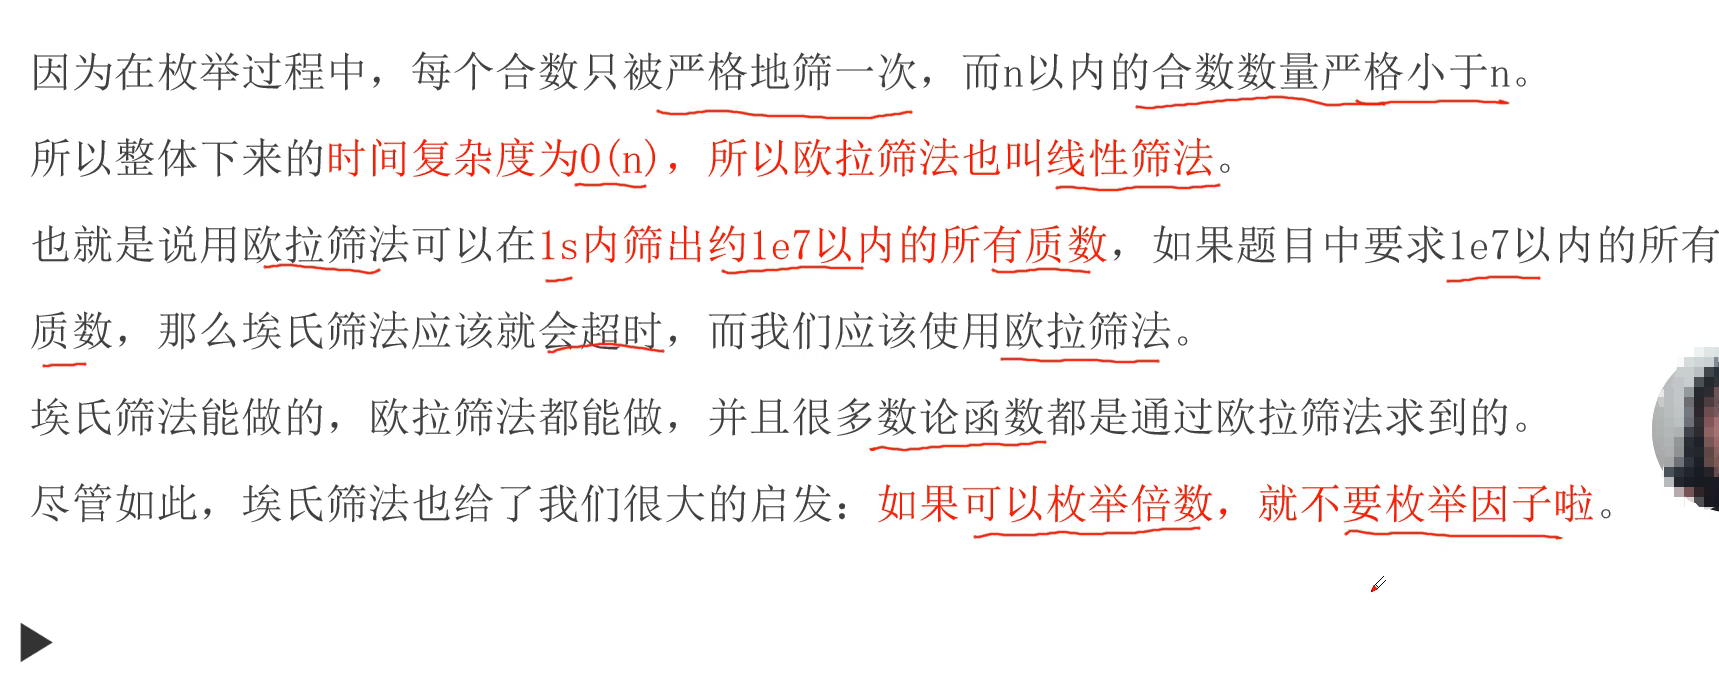 因为在枚举过程中，每个合数只被严格地筛一次，而n以内的合数数量严格小于n。
所以整体下来的时间复杂度为O(n)，所以欧拉筛法也叫线性筛法。
也就是说用欧拉筛法可以在1s内筛出约1e7以内的所有质数，如果题目中要求1e7以内的所有
质数，那么埃氏筛法应该就会超时，而我们应该使用欧拉筛法。
埃氏筛法能做的，欧拉筛法都能做，并且很多数论函数都是通过欧拉筛法求到的。
尽管如此，埃氏筛法也给了我们很大的启发：如果可以枚举倍数，就不要枚举因子啦。